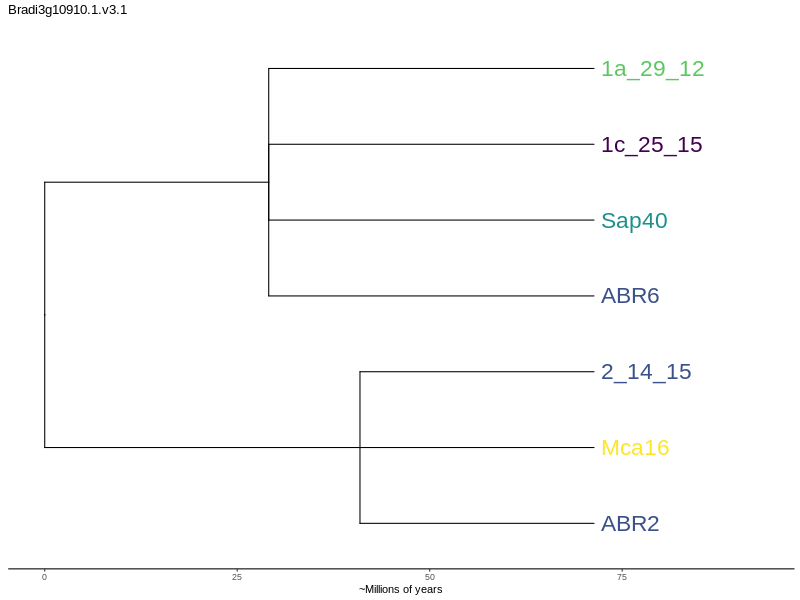 Bradi3g10910.1.v3.1
1a_29_12
1c_25_15
Sap40
ABR6
2_14_15
Mca16
ABR2
0 25 50 75
~Millions of years